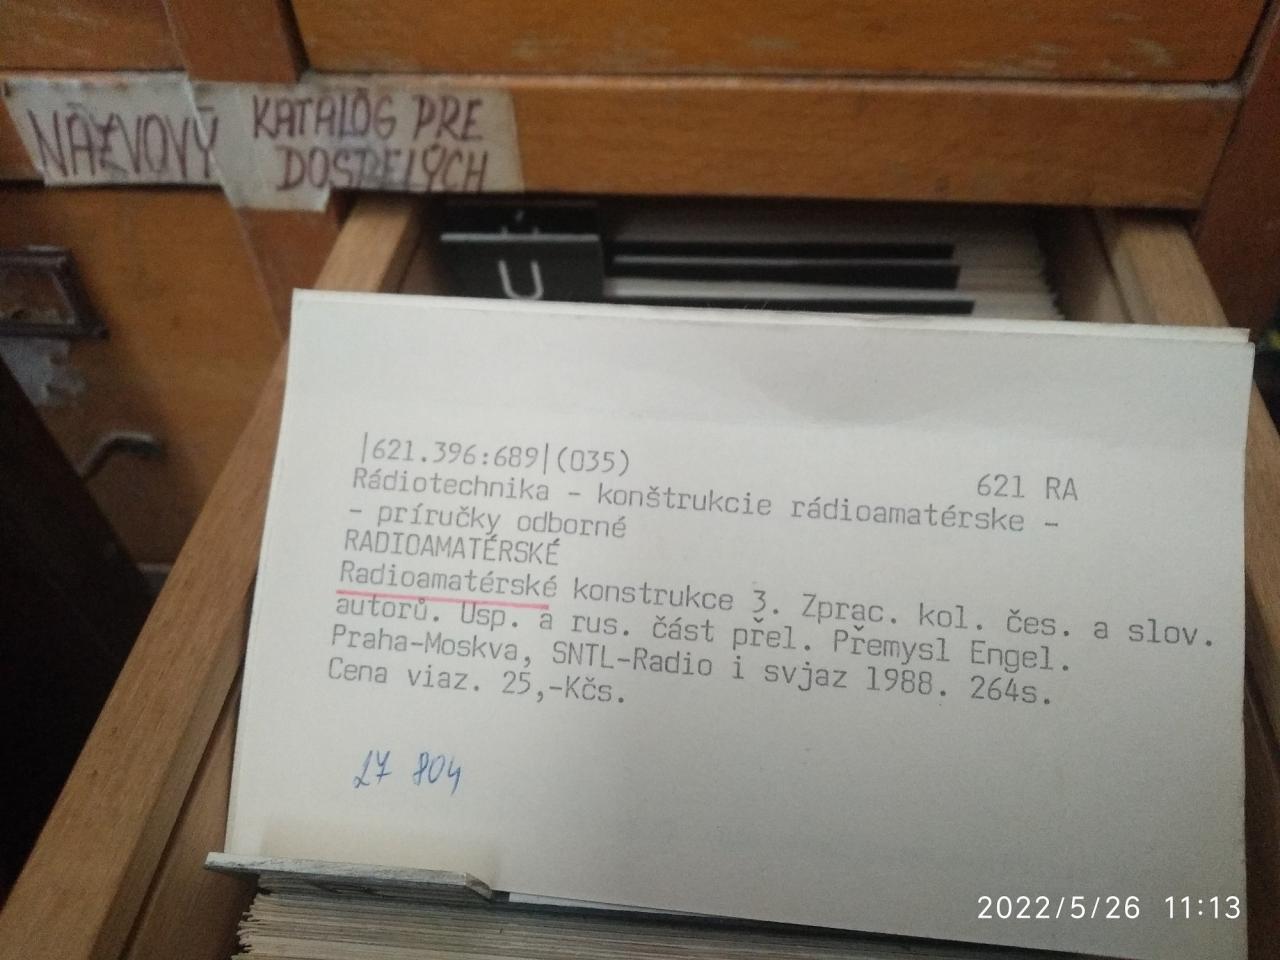 NÁZVOVÝ KATALÓG PRE
DOSPELÝCH
U
|621.396:689|(035)
621 RA
Rádiotechnika - konštrukcie rádioamatérske -
- príručky odborné
RADIOAMATÉRSKÉ
Radioamatérské konstrukce 3. Zprac. kol. čes. a slov.
autorů. Usp. a rus. část přel. Přemysl Engel.
Praha-Moskva, SNTL-Radio i svjaz 1988. 264s.
Cena viaz. 25,-Kčs.
27 804
2022/5/26 11:13